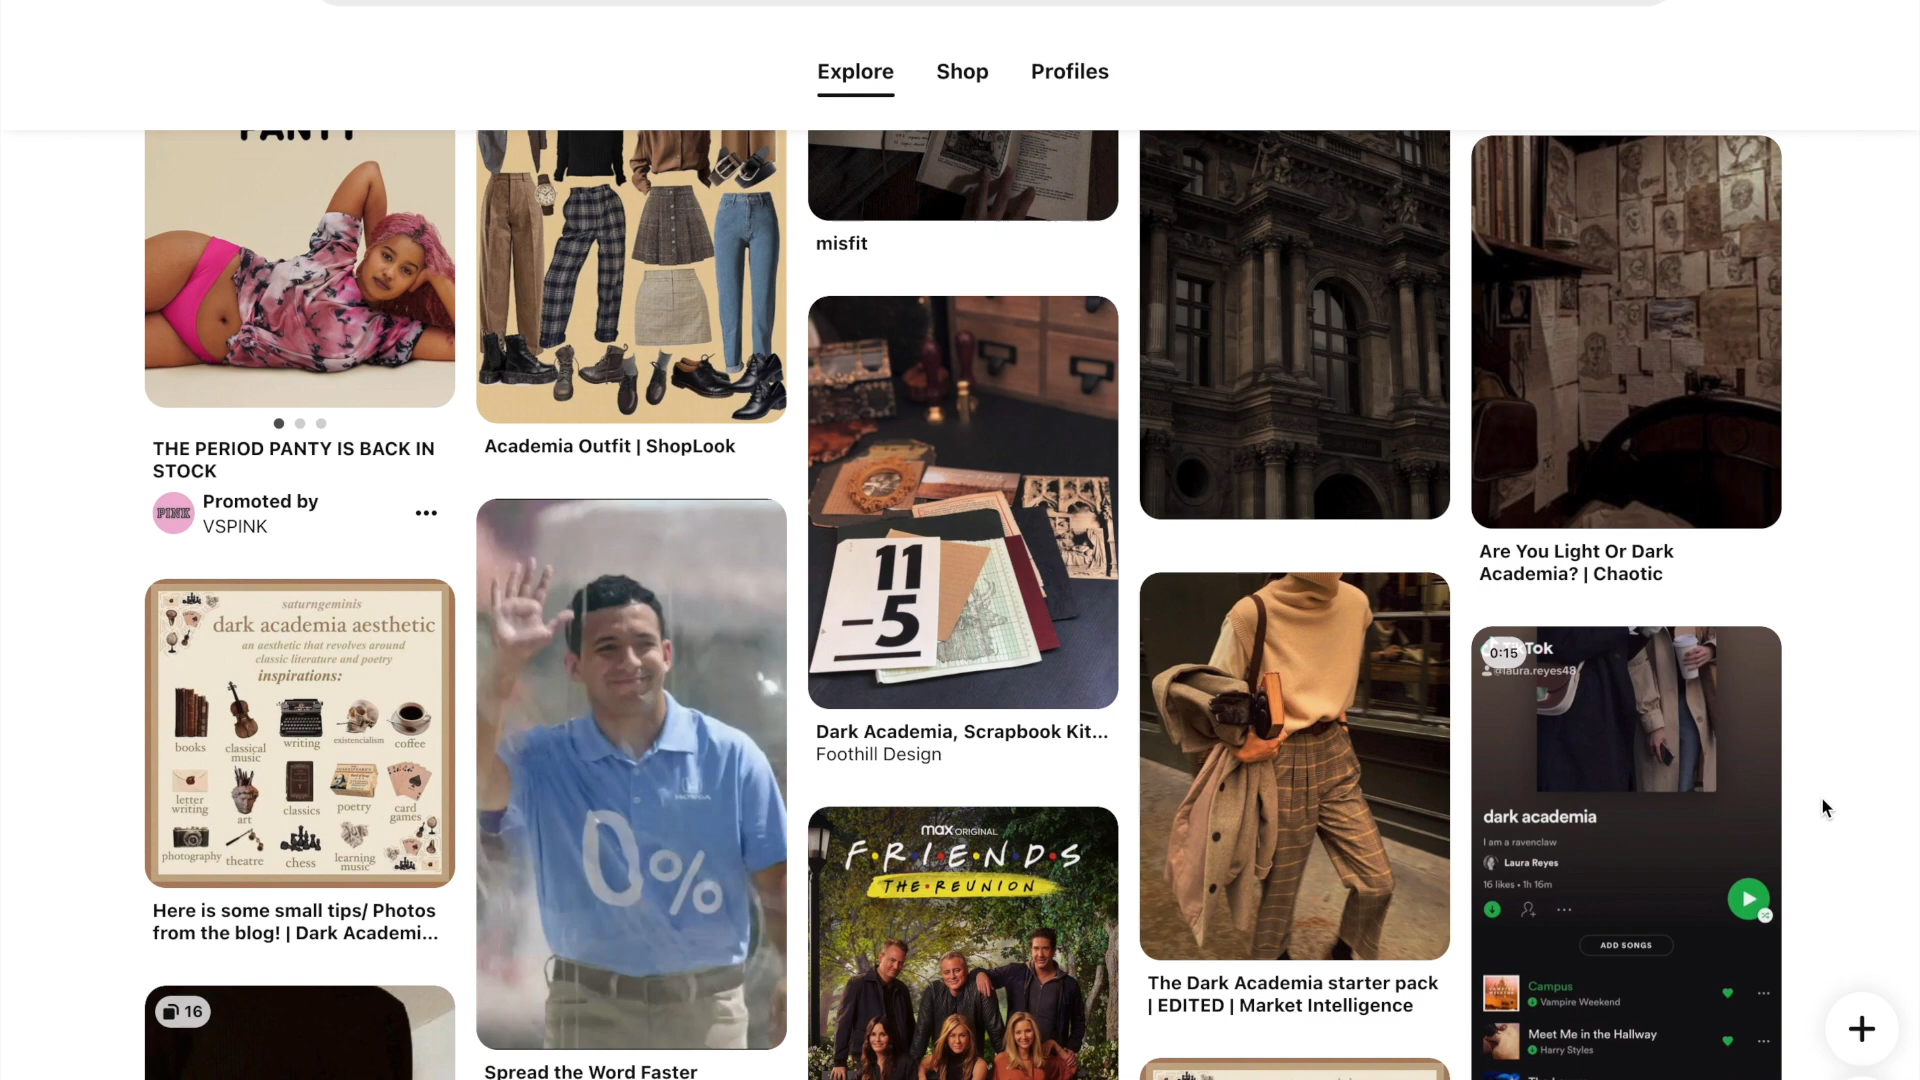 Explore
Shop
Profiles
PANTY
THE PERIOD PANTY IS BACK IN
STOCK
PINK
Promoted by
VSPINK
saturngeminis
dark academia aesthetic
an aesthetic that revolves around
classic literature and poetry
inspirations:
books
classical
music
writing
existencialism
coffee
letter
writing
art
classics
poetry
card
games
photography
theatre
chess
learning
music
Here is some small tips/ Photos
from the blog! | Dark Academi...
16
Academia Outfit | ShopLook
HONDA
0%
Spread the Word Faster
misfit
11
-5
Dark Academia, Scrapbook Kit...
Foothill Design
max ORIGINAL
F•R•I•E•N•D•S
THE•REUNION
The Dark Academia starter pack
| EDITED | Market Intelligence
Are You Light Or Dark
Academia? | Chaotic
0:15
@laura.reyes48
dark academia
I am a ravenclaw
Laura Reyes
16 likes • 1h 16m
ADD SONGS
Campus
Vampire Weekend
Meet Me in the Hallway
Harry Styles